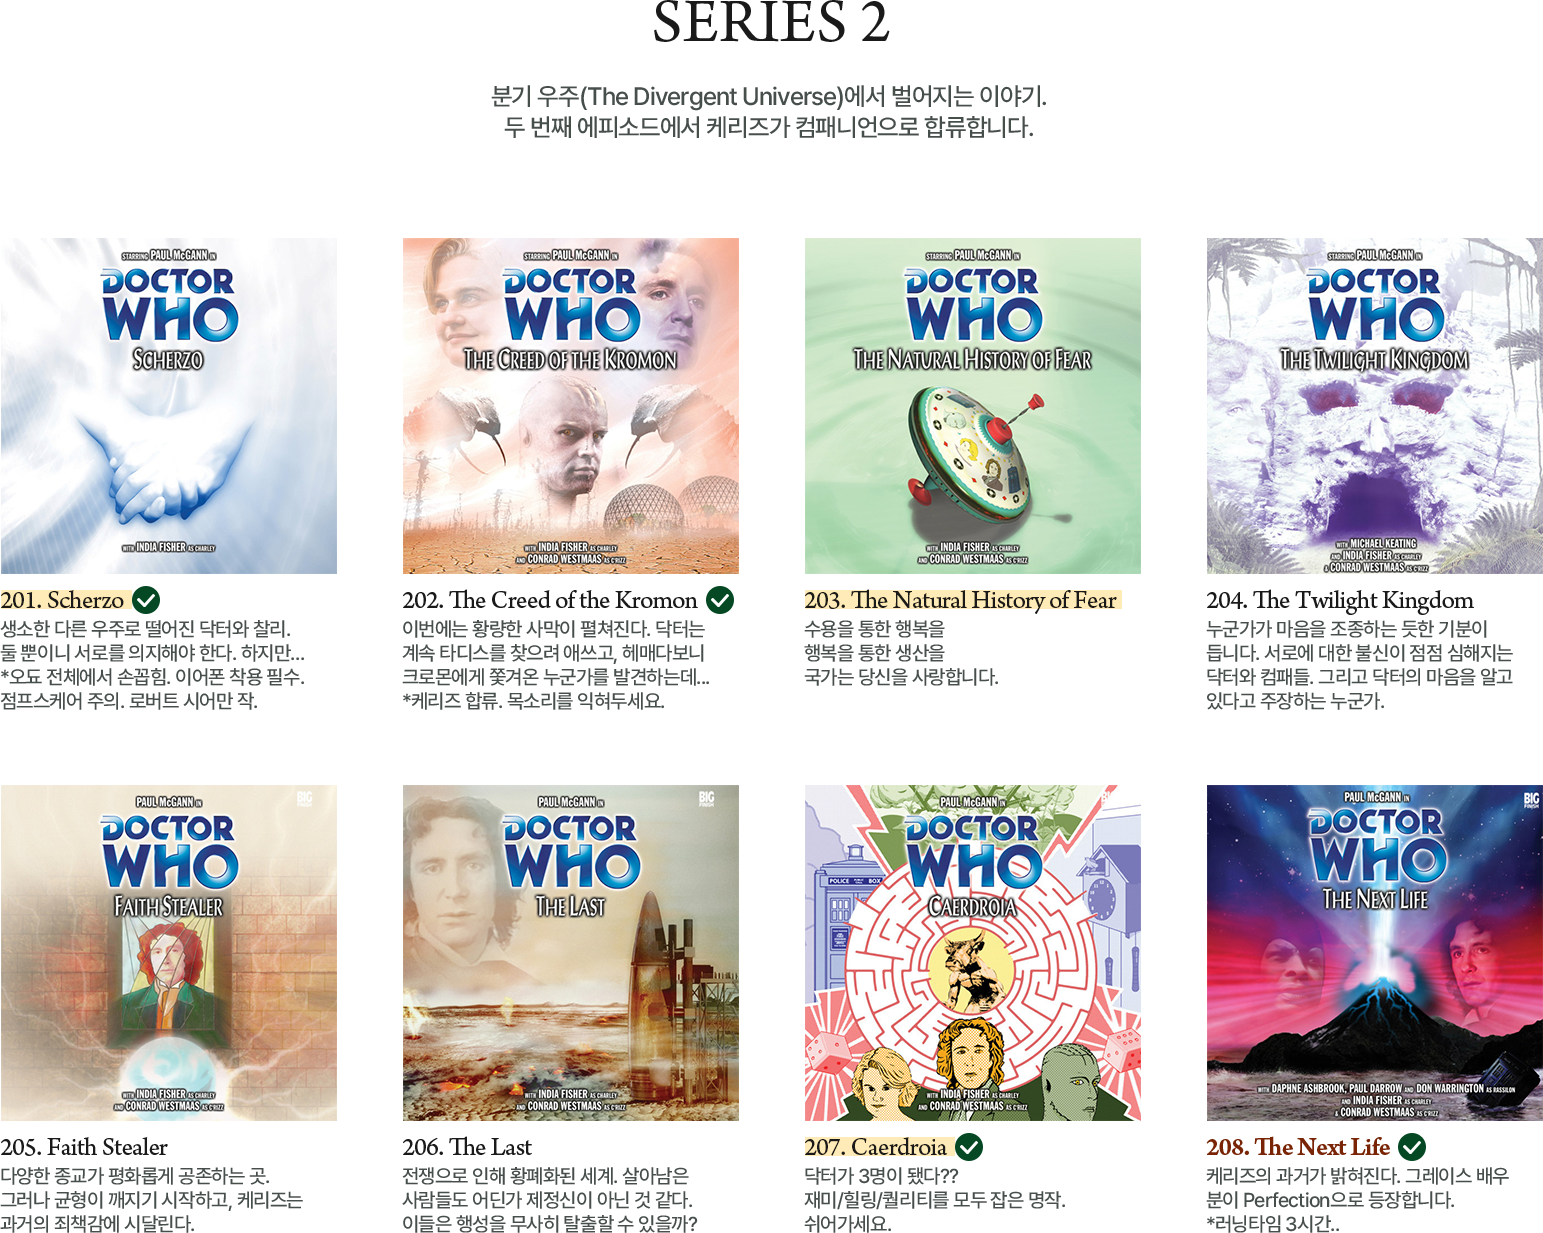 SERIES 2
분기 우주(The Divergent Universe)에서 벌어지는 이야기.
두 번째 에피소드에서 케리즈가 컴패니언으로 합류합니다.
STARRING PAUL McGANN IN
DOCTOR
WHO
SCHERZO
WITH INDIA FISHER AS CHARLEY
201. Scherzo
생소한 다른 우주로 떨어진 닥터와 찰리.
둘 뿐이니 서로를 의지해야 한다. 하지만...
*오됴 전체에서 손꼽힘. 이어폰 착용 필수.
점프스케어 주의. 로버트 시어만 작.
STARRING PAUL McGANN IN
DOCTOR
WHO
THE CREED OF THE KROMON
WITH INDIA FISHER AS CHARLEY
AND CONRAD WESTMAAS AS C'RIZZ
202. The Creed of the Kromon
이번에는 황량한 사막이 펼쳐진다. 닥터는
계속 타디스를 찾으려 애쓰고, 헤매다보니
크로몬에게 쫓겨온 누군가를 발견하는데...
*케리즈 합류. 목소리를 익혀두세요.
STARRING PAUL McGANN IN
DOCTOR
WHO
THE NATURAL HISTORY OF FEAR
WITH INDIA FISHER AS CHARLEY
AND CONRAD WESTMAAS AS C'RIZZ
203. The Natural History of Fear
수용을 통한 행복을
행복을 통한 생산을
국가는 당신을 사랑합니다.
STARRING PAUL McGANN IN
DOCTOR
WHO
THE TWILIGHT KINGDOM
WITH MICHAEL KEATING
AND INDIA FISHER AS CHARLEY
& CONRAD WESTMAAS AS C'RIZZ
204. The Twilight Kingdom
누군가가 마음을 조종하는 듯한 기분이
듭니다. 서로에 대한 불신이 점점 심해지는
닥터와 컴패들. 그리고 닥터의 마음을 알고
있다고 주장하는 누군가.
BIG
FINISH
PAUL McGANN IN
DOCTOR
WHO
FAITH STEALER
WITH INDIA FISHER AS CHARLEY
AND CONRAD WESTMAAS AS C'RIZZ
205. Faith Stealer
다양한 종교가 평화롭게 공존하는 곳.
그러나 균형이 깨지기 시작하고, 케리즈는
과거의 죄책감에 시달린다.
BIG
FINISH
PAUL McGANN IN
DOCTOR
WHO
THE LAST
WITH INDIA FISHER AS CHARLEY
AND CONRAD WESTMAAS AS C'RIZZ
206. The Last
전쟁으로 인해 황폐화된 세계. 살아남은
사람들도 어딘가 제정신이 아닌 것 같다.
이들은 행성을 무사히 탈출할 수 있을까?
PAUL McGANN IN
DOCTOR
WHO
CAERDROIA
POLICE BOX
WITH INDIA FISHER AS CHARLEY
AND CONRAD WESTMAAS AS C'RIZZ
207. Caerdroia
닥터가 3명이 됐다??
재미/힐링/퀄리티를 모두 잡은 명작.
쉬어가세요.
BIG
FINISH
PAUL McGANN IN
DOCTOR
WHO
THE NEXT LIFE
WITH DAPHNE ASHBROOK, PAUL DARROW AND DON WARRINGTON AS RASSILON
AND INDIA FISHER AS CHARLEY
& CONRAD WESTMAAS AS C'RIZZ
208. The Next Life
케리즈의 과거가 밝혀진다. 그레이스 배우
분이 Perfection으로 등장합니다.
*러닝타임 3시간..